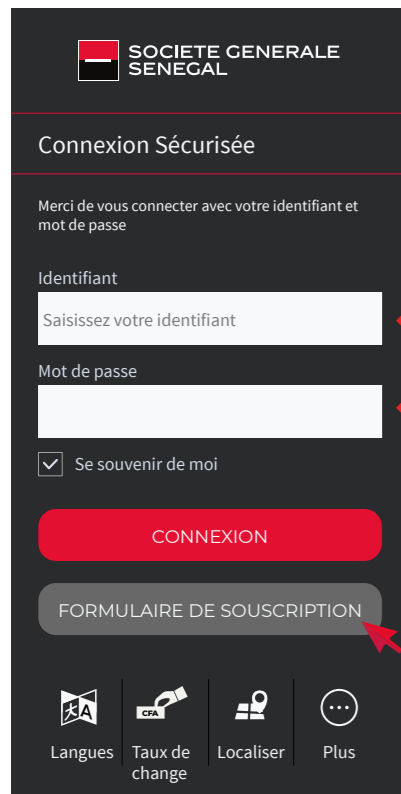 SOCIETE GENERALE
SENEGAL
Connexion Sécurisée
Merci de vous connecter avec votre identifiant et
mot de passe
Identifiant
Saisissez votre identifiant
Mot de passe
Se souvenir de moi
CONNEXION
FORMULAIRE DE SOUSCRIPTION
大A
CFA
Langues
Taux de
change
Localiser
Plus